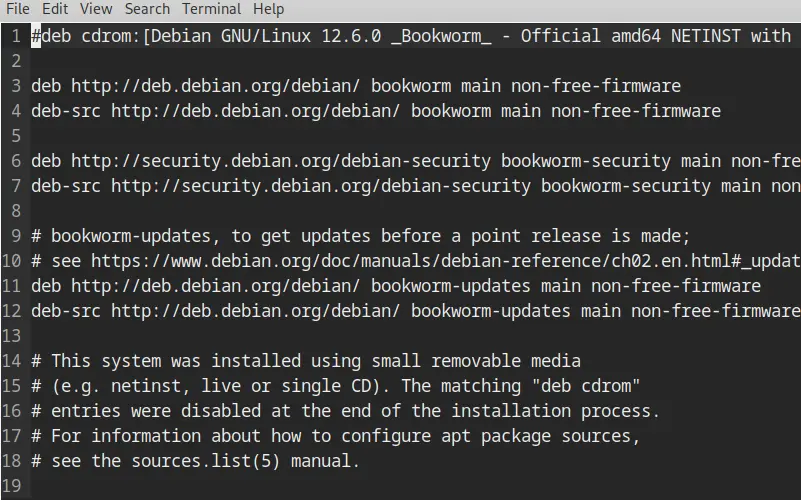 File Edit View Search Terminal Help
1 #deb cdrom:[Debian GNU/Linux 12.6.0 _Bookworm_ - Official amd64 NETINST with
2
3 deb http://deb.debian.org/debian/ bookworm main non-free-firmware
4 deb-src http://deb.debian.org/debian/ bookworm main non-free-firmware
5
6 deb http://security.debian.org/debian-security bookworm-security main non-fre
7 deb-src http://security.debian.org/debian-security bookworm-security main non
8
9 # bookworm-updates, to get updates before a point release is made;
10 # see https://www.debian.org/doc/manuals/debian-reference/ch02.en.html#_updat
11 deb http://deb.debian.org/debian/ bookworm-updates main non-free-firmware
12 deb-src http://deb.debian.org/debian/ bookworm-updates main non-free-firmware
13
14 # This system was installed using small removable media
15 # (e.g. netinst, live or single CD). The matching "deb cdrom"
16 # entries were disabled at the end of the installation process.
17 # For information about how to configure apt package sources,
18 # see the sources.list(5) manual.
19